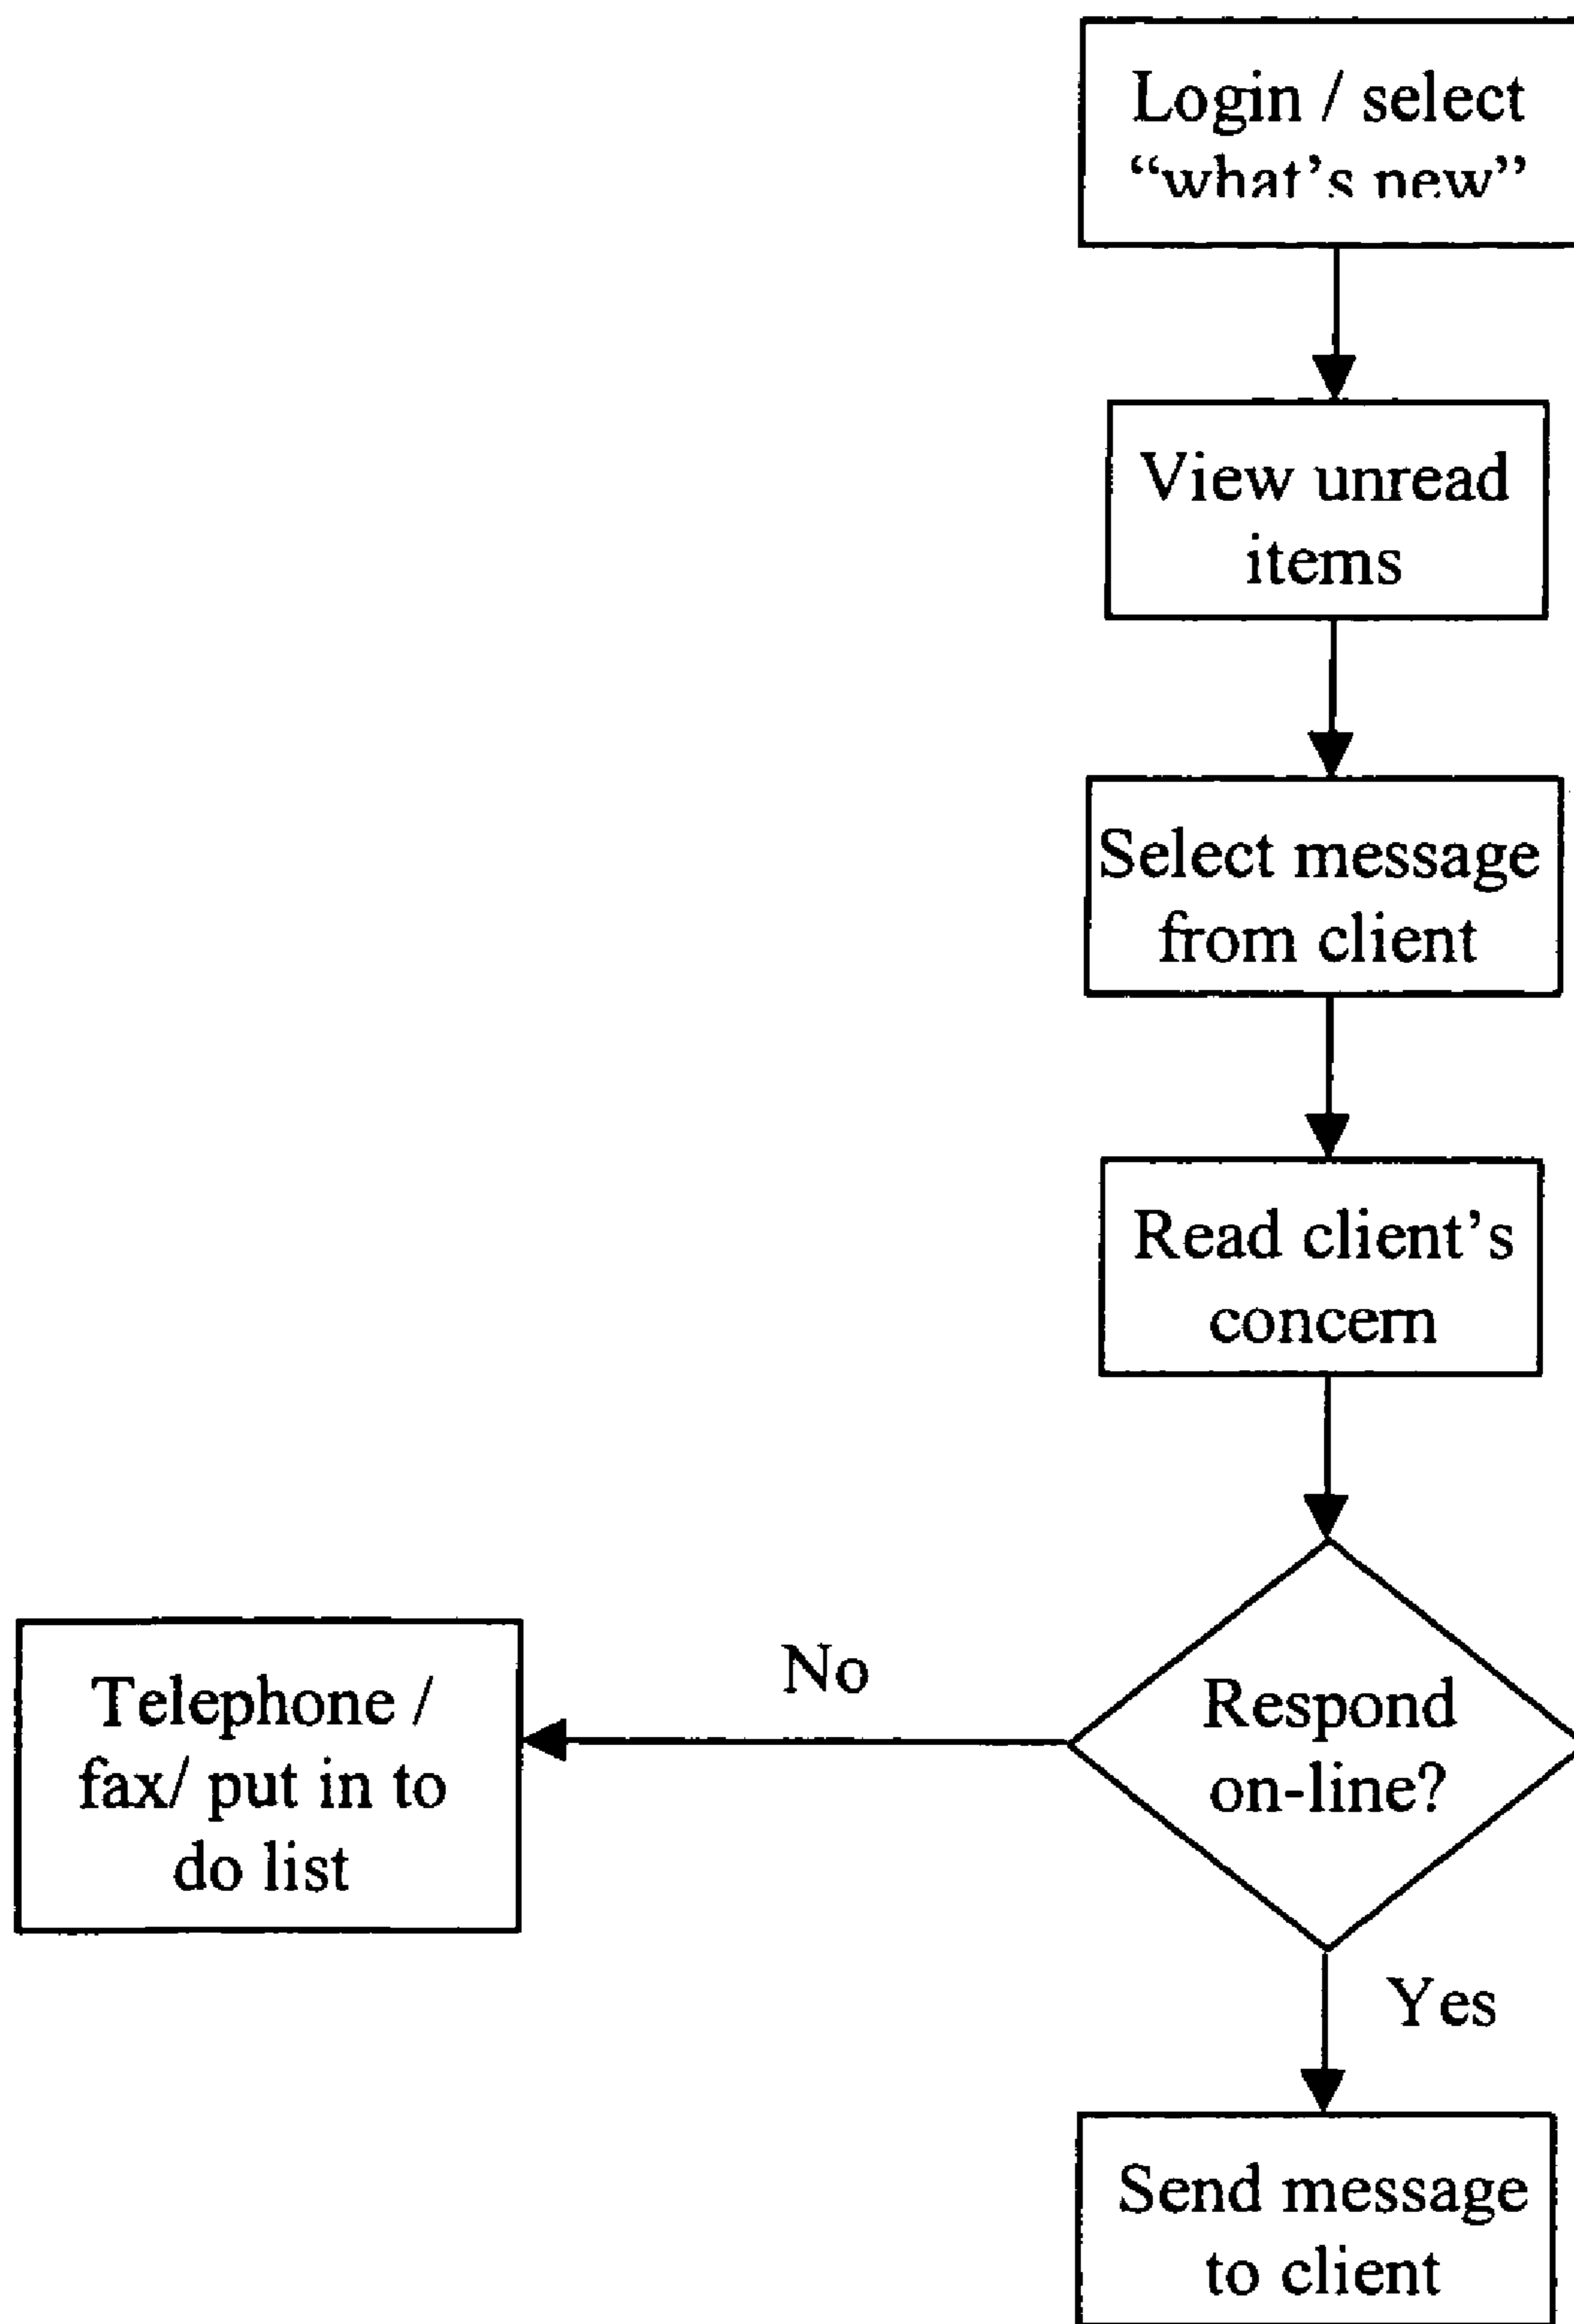 Login / select
“what’s new”
View unread
items
Select message
from client
Read client’s
concern
Respond
on-line?
No
Telephone /
fax/ put in to
do list
Yes
Send message
to client